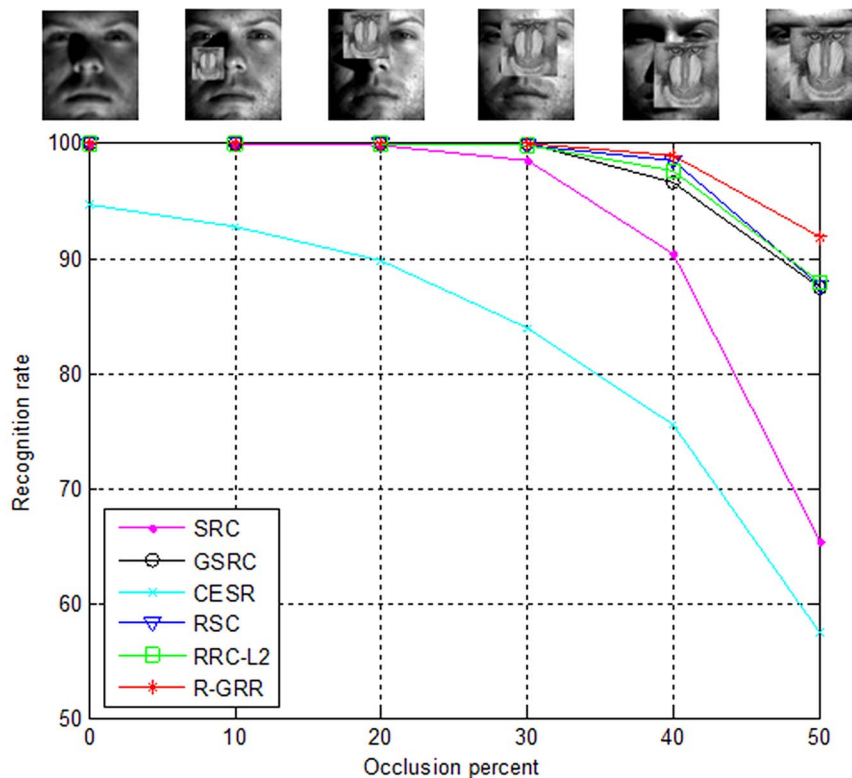 100
90
80
70
60
50
Recognition rate
SRC
GSRC
CESR
RSC
RRC-L2
R-GRR
0 10 20 30 40 50
Occlusion percent